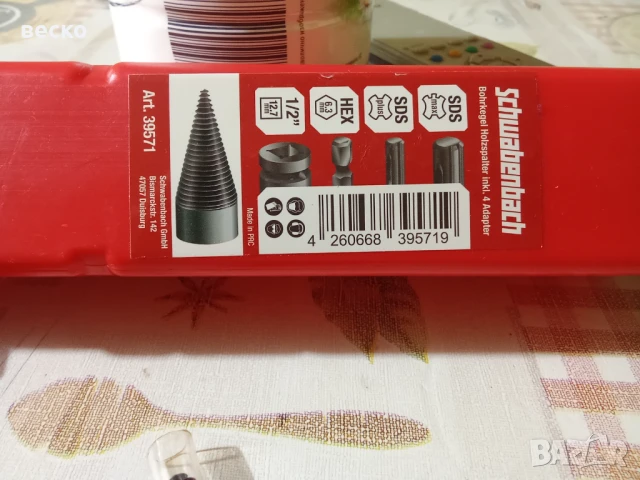 Becko
Schwabenbach
Bohrkegel Holzspalter inkl. 4 Adapter
SDS
max
SDS
plus
HEX
6.3
mm
1/2"
12,7
mm
Made in PRC
4 260668 395719
Art. 39571
Schwabenbach GmbH
Bismarckstr. 142
47057 Duisburg
BAZAR